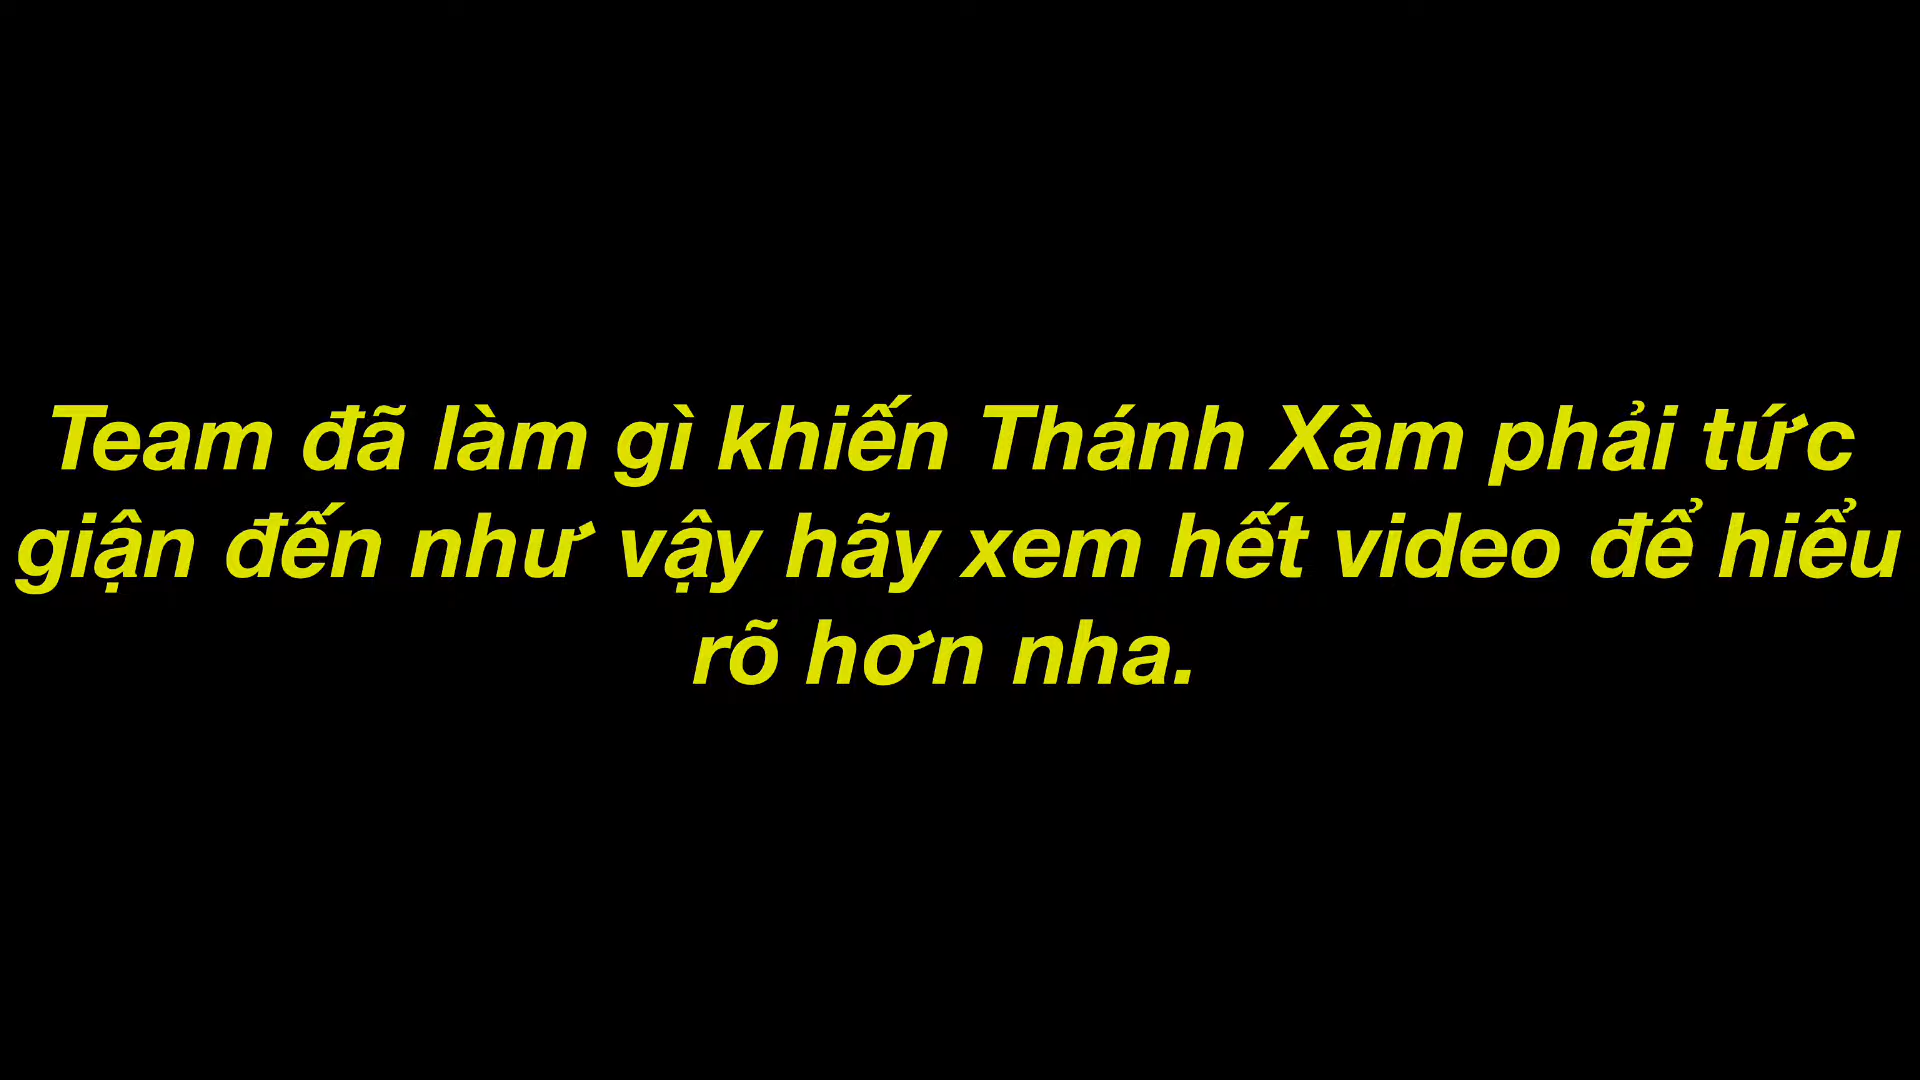 Team đã làm gì khiến Thánh Xàm phải tức
giận đến như vậy hãy xem hết video để hiểu
rõ hơn nha.